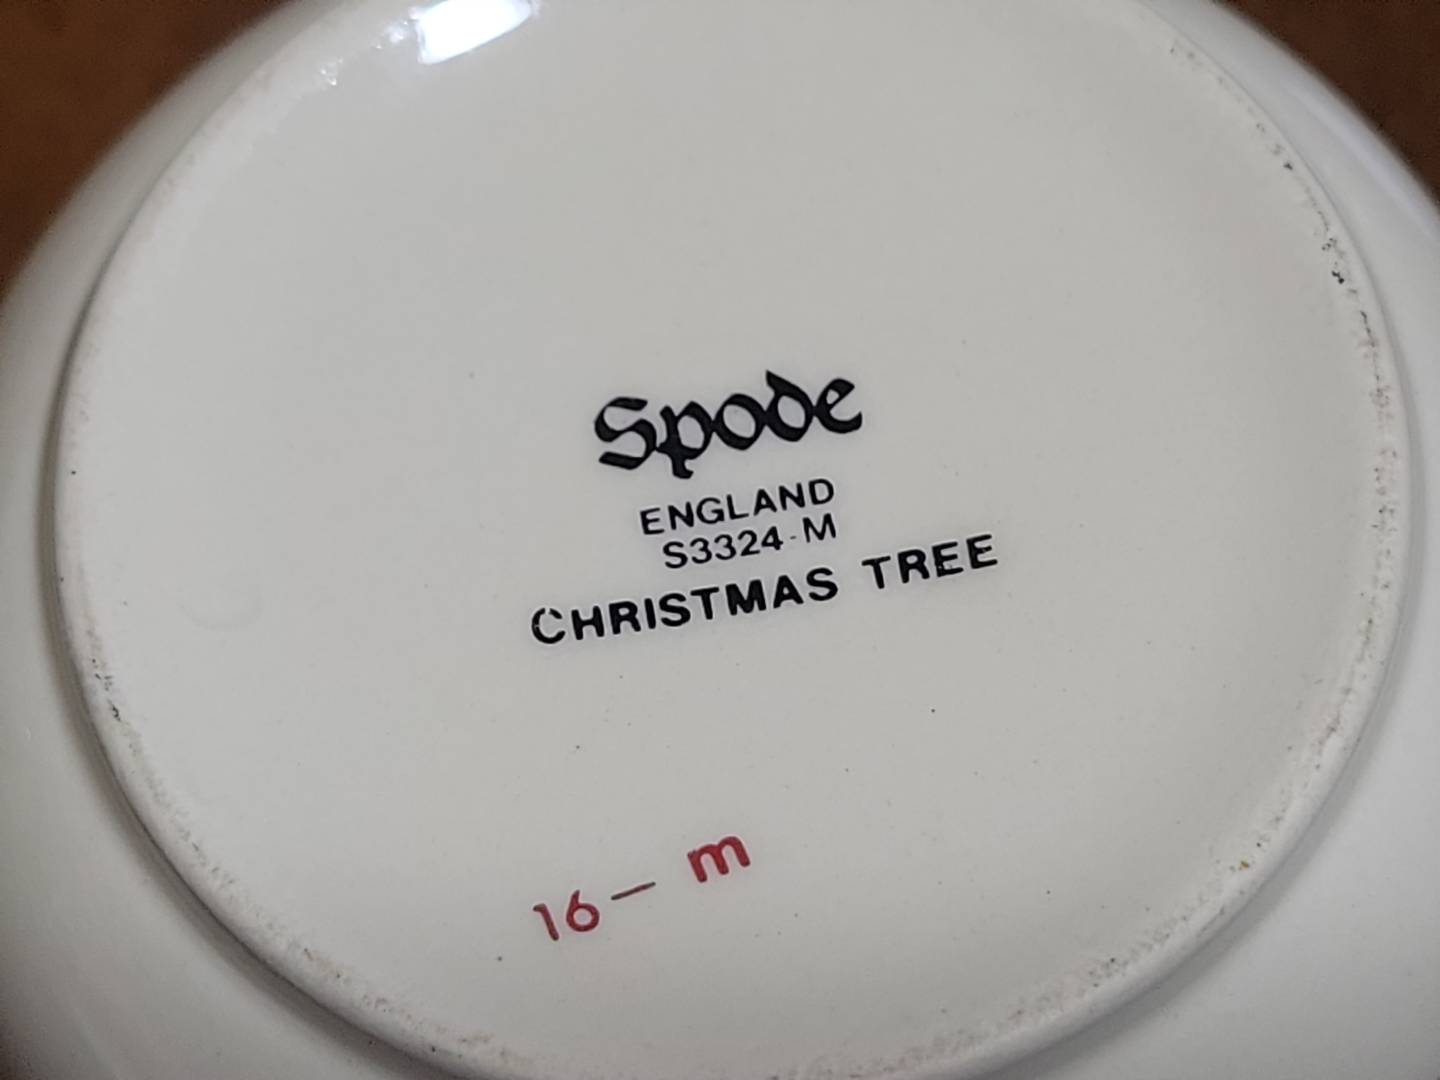 Spode
ENGLAND
S3324-M
CHRISTMAS TREE
16 — m